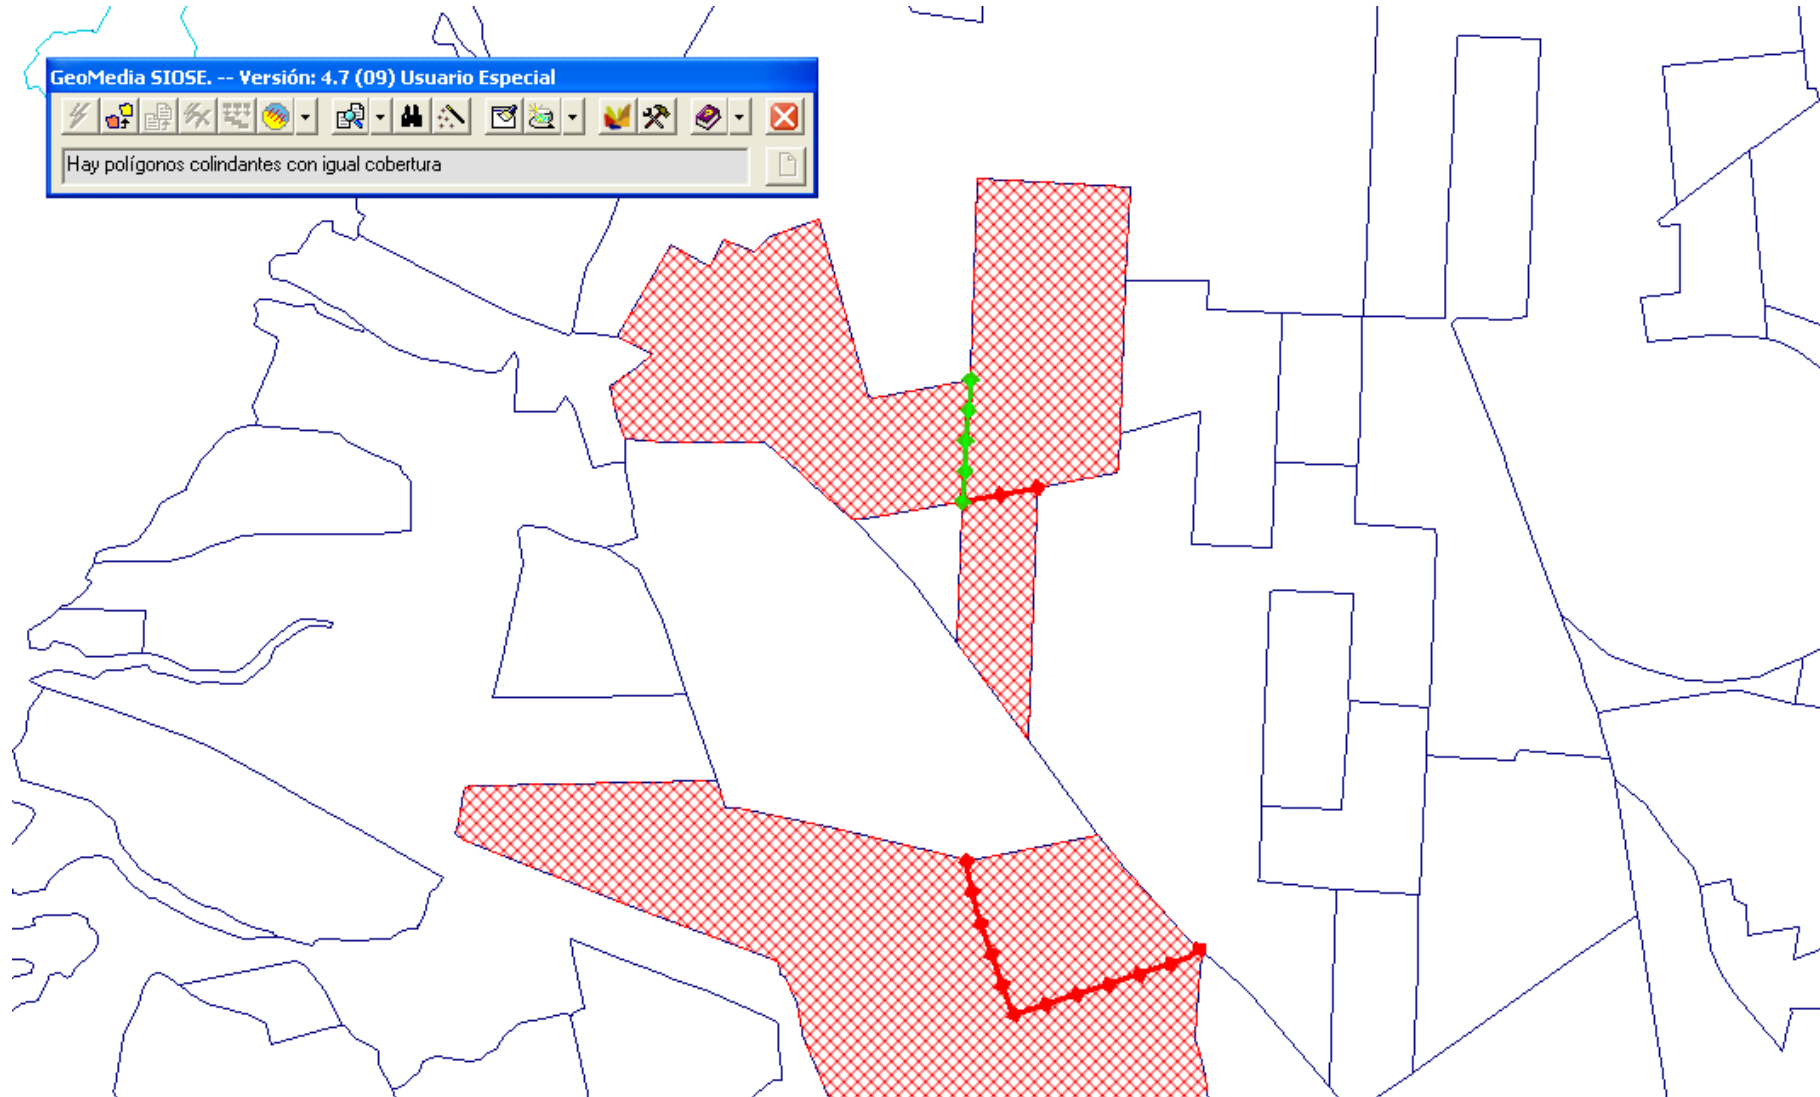 GeoMedia SIOSE. -- Versión: 4.7 (09) Usuario Especial
Hay polígonos colindantes con igual cobertura